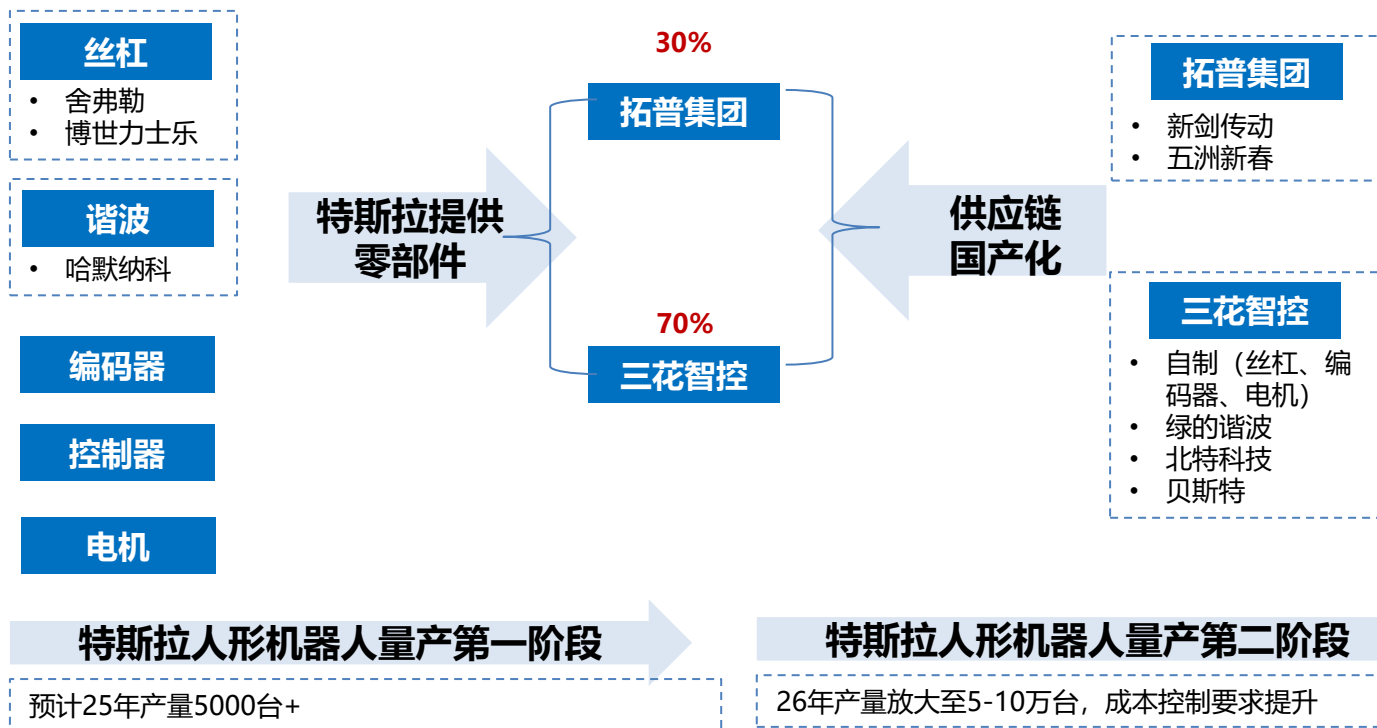 丝杠
• 舍弗勒
• 博世力士乐
谐波
• 哈默纳科
编码器
控制器
电机
特斯拉提供
零部件
30%
拓普集团
70%
三花智控
供应链
国产化
拓普集团
• 新剑传动
• 五洲新春
三花智控
• 自制（丝杠、编
码器、电机）
• 绿的谐波
• 北特科技
• 贝斯特
特斯拉人形机器人量产第一阶段
预计25年产量5000台+
特斯拉人形机器人量产第二阶段
26年产量放大至5-10万台，成本控制要求提升